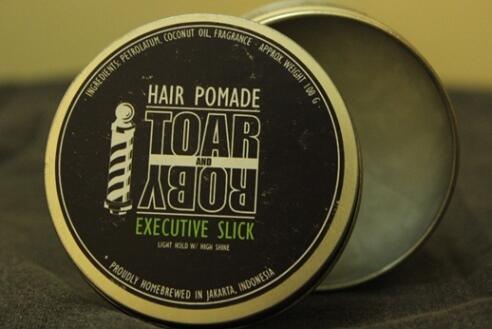 · INGREDIENTS: PETROLATUM, COCONUT OIL, FRAGRANCE · APPROX. WEIGHT 100 G ·
HAIR POMADE
TOAR
AND
ROBY
EXECUTIVE SLICK
LIGHT HOLD W/ HIGH SHINE
• PROUDLY HOMEBREWED IN JAKARTA, INDONESIA